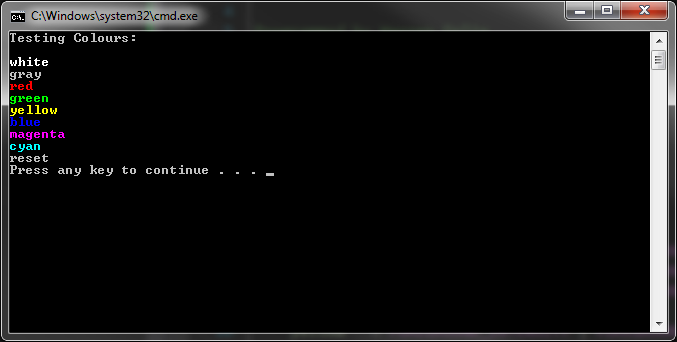 C:\Windows\system32\cmd.exe
Testing Colours:
white
gray
red
green
yellow
blue
magenta
cyan
reset
Press any key to continue . . . _